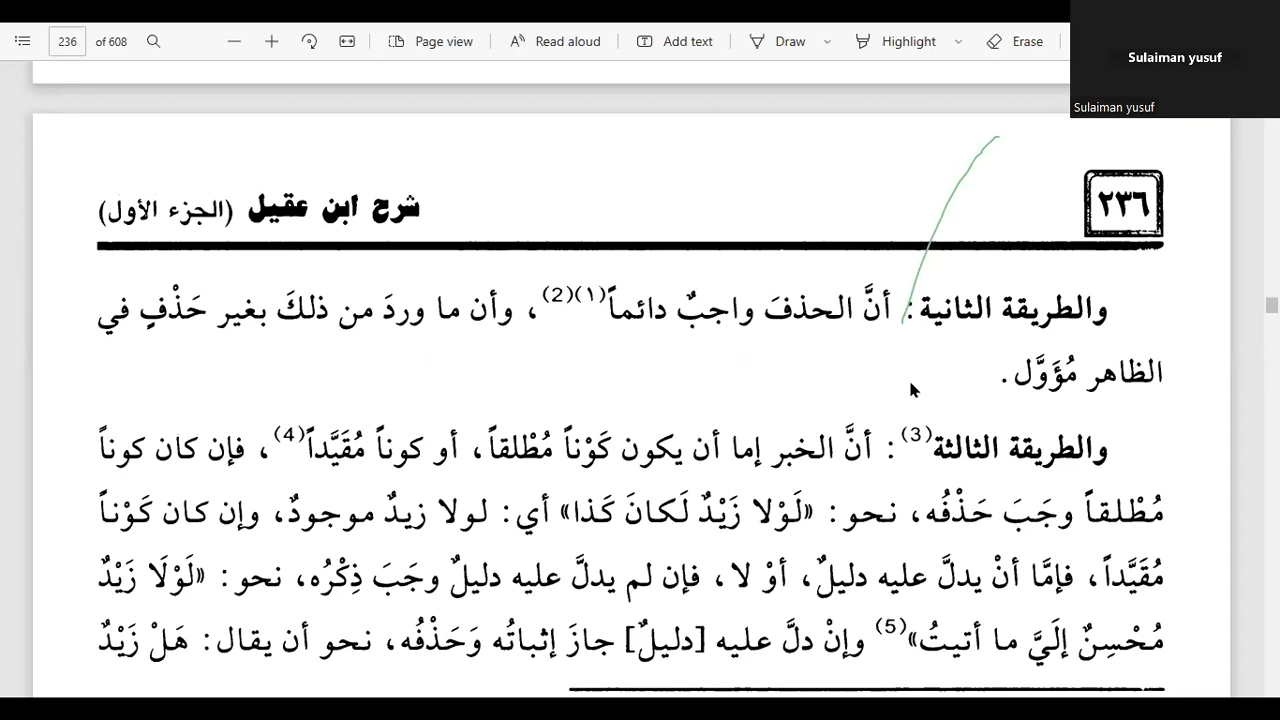 236 of 608 Page view Read aloud Add text Draw Highlight Erase
Sulaiman yusuf
Sulaiman yusuf
٢٣٦ شرح ابن عقيل (الجزء الأول)
والطريقة الثانية : أنَّ الحذفَ واجبٌ دائماً(١)(2) ، وأن ما وردَ من ذلكَ بغير حَذْفٍ في
الظاهر مُؤَوَّل .
والطريقة الثالثة(3) : أنَّ الخبر إما أن يكون كَوْناً مُطْلقاً، أو كوناً مُقَيَّداً(4) ، فإن كان كوناً
مُطْلقاً وجَبَ حَذْفُه، نحو : «لَوْلا زَيْدٌ لَكانَ كَذا» أي : لولا زيدٌ موجودٌ، وإن كان كَوْناً
مُقَيَّداً، فإمَّا أنْ يدلَّ عليه دليلٌ، أوْ لا، فإن لم يدلَّ عليه دليلٌ وجَبَ ذِكْرُه، نحو : «لَوْلَا زَيْدٌ
مُحْسِنٌ إلَيَّ ما أتيتُ»(5) وإنْ دلَّ عليه [دليلٌ] جازَ إثباتُه وَحَذْفُه، نحو أن يقال : هَلْ زَيْدٌ